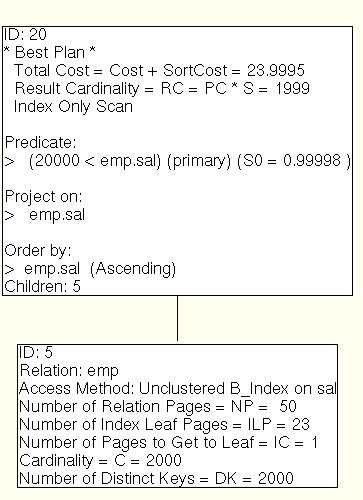 ID: 20
* Best Plan *
Total Cost = Cost + SortCost = 23.9995
Result Cardinality = RC = PC * S = 1999
Index Only Scan
Predicate:
> (20000 < emp.sal) (primary) (S0 = 0.99998 )
Project on:
> emp.sal
Order by:
> emp.sal (Ascending)
Children: 5
ID: 5
Relation: emp
Access Method: Unclustered B_Index on sal
Number of Relation Pages = NP = 50
Number of Index Leaf Pages = ILP = 23
Number of Pages to Get to Leaf = IC = 1
Cardinality = C = 2000
Number of Distinct Keys = DK = 2000